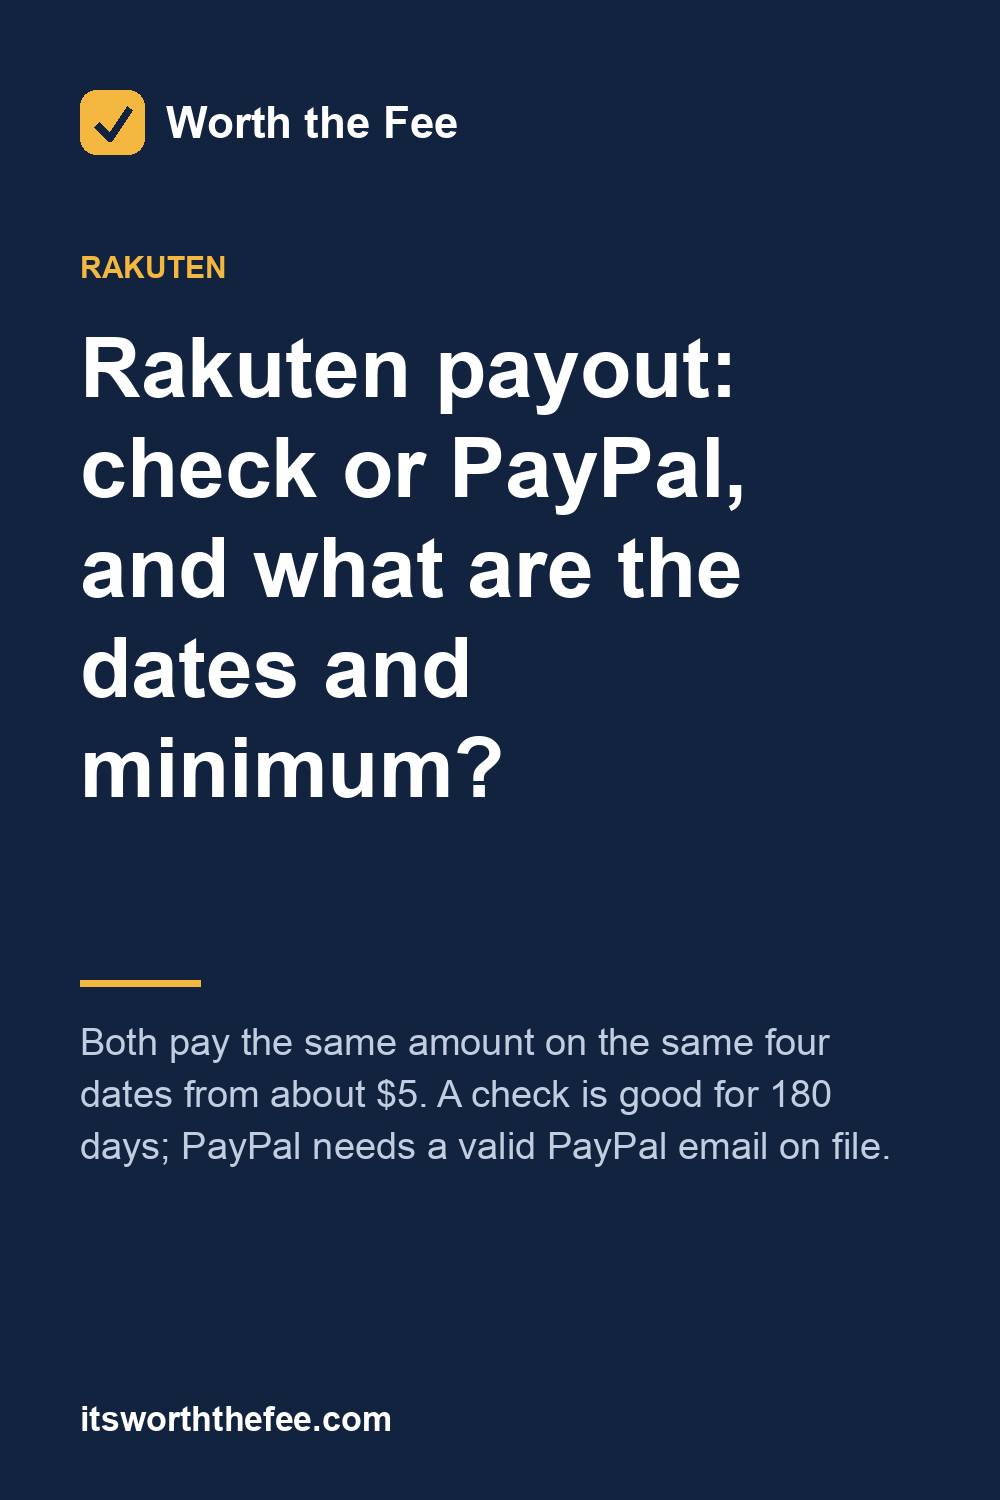 Worth the Fee
RAKUTEN
Rakuten payout:
check or PayPal,
and what are the
dates and
minimum?
Both pay the same amount on the same four
dates from about $5. A check is good for 180
days; PayPal needs a valid PayPal email on file.
itsworththefee.com